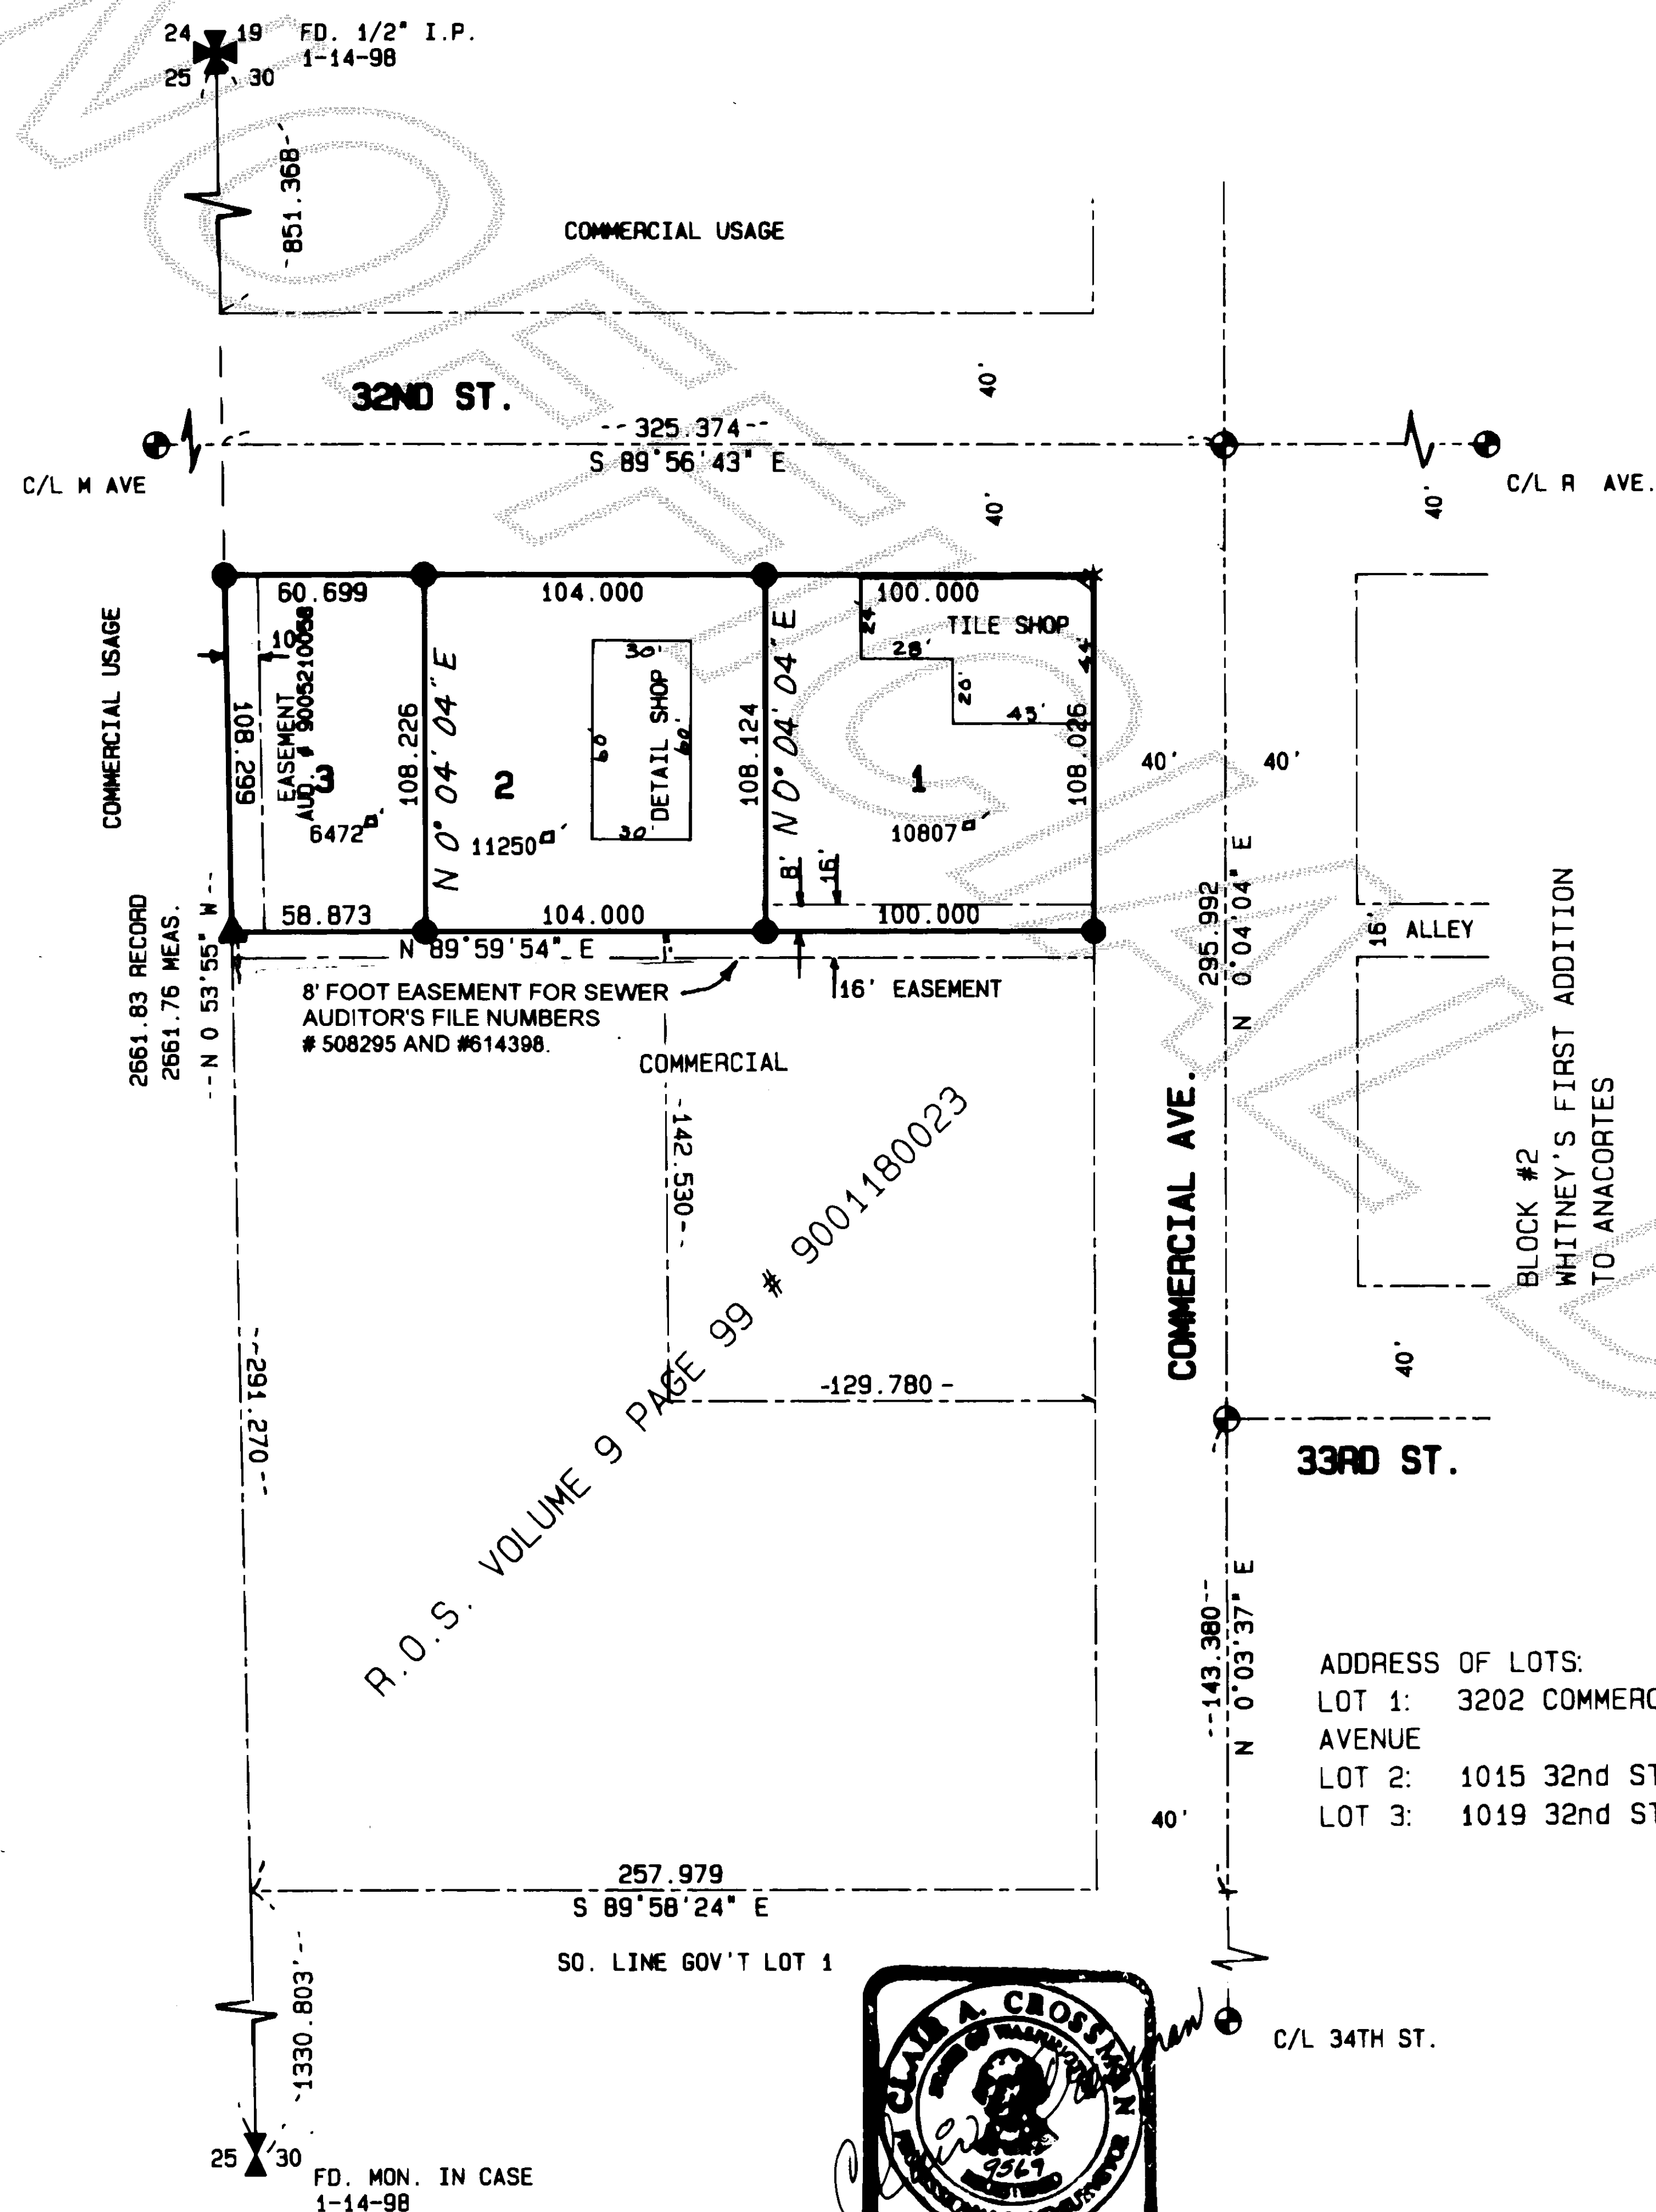 24 19 FD. 1/2" I.P.
25 30 1-14-98
--851.368--
COMMERCIAL USAGE
32ND ST.
40'
--325.374--
S 89°56'43" E
C/L M AVE
40'
40'
C/L R AVE.
60.699
104.000
100.000
COMMERCIAL USAGE
10'
EASEMENT
AUD. # 9005210058
108.299
3
6472□'
108.226
N 0° 04' 04" E
2
11250□'
30'
60'
60'
DETAIL SHOP
30'
108.124
N 0° 04' 04" E
24'
TILE SHOP
28'
20'
45'
44'
1
10807□'
108.026
8'
16'
40' 40'
58.873
104.000
100.000
N 89°59'54" E
8' FOOT EASEMENT FOR SEWER
AUDITOR'S FILE NUMBERS
# 508295 AND #614398.
16' EASEMENT
2661.83 RECORD
2661.76 MEAS.
--N 0 53'55" W--
COMMERCIAL
295.992
N 0°04'04" E
16' ALLEY
BLOCK #2
WHITNEY'S FIRST ADDITION
TO ANACORTES
-142.530--
R.O.S. VOLUME 9 PAGE 99 # 9001180023
COMMERCIAL AVE.
--291.270--
-129.780-
40'
33RD ST.
--143.380--
N 0°03'37" E
ADDRESS OF LOTS:
LOT 1: 3202 COMMERC
AVENUE
LOT 2: 1015 32nd ST
LOT 3: 1019 32nd ST
40'
257.979
S 89°58'24" E
SO. LINE GOV'T LOT 1
-1330.803'--
C/L 34TH ST.
CLAIR A. CROSSMAN
STATE OF WASHINGTON
9567
25 30
FD. MON. IN CASE
1-14-98